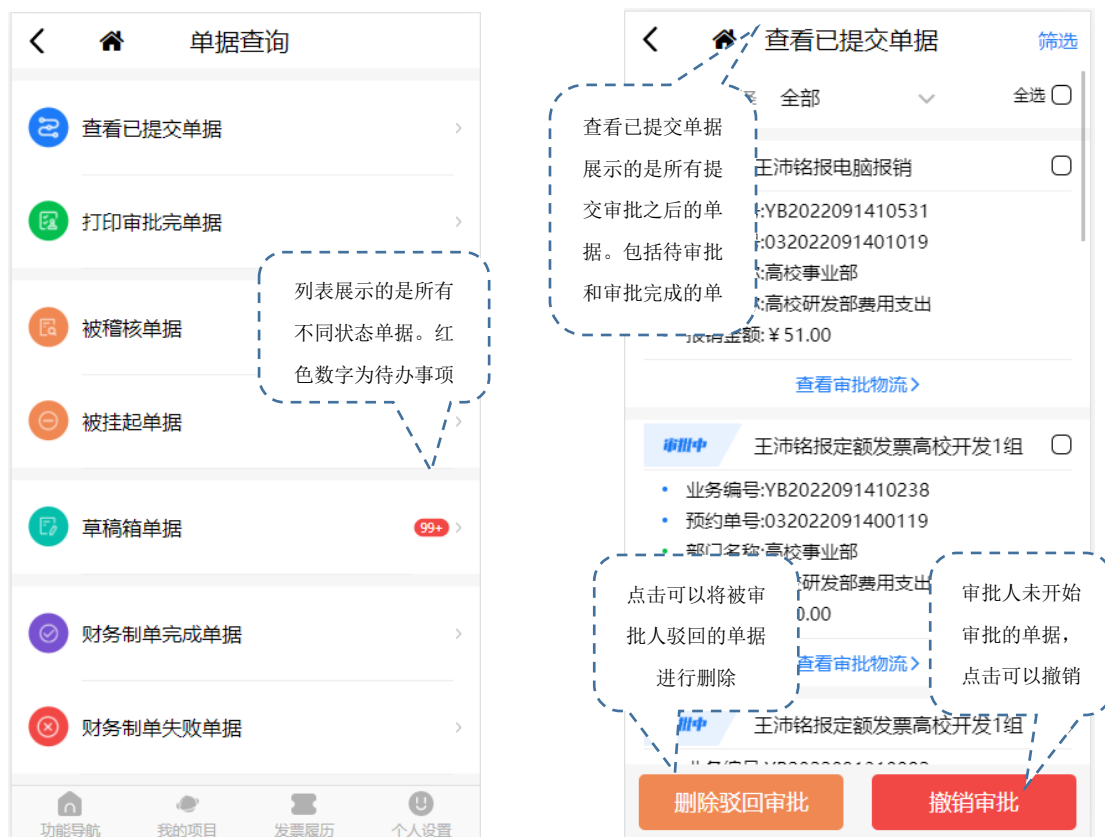 单据查询
查看已提交单据
打印审批完单据
被稽核单据
被挂起单据
列表展示的是所有
不同状态单据。红
色数字为待办事项
草稿箱单据
99+
财务制单完成单据
财务制单失败单据
功能导航
我的项目
发票履历
个人设置
查看已提交单据
筛选
全部
全选
查看已提交单据
展示的是所有提
交审批之后的单
据。包括待审批
和审批完成的单
王沛铭报电脑报销
:YB2022091410531
:032022091401019
:高校事业部
:高校研发部费用支出
报销金额:¥ 51.00
查看审批物流>
审批中
王沛铭报定额发票高校开发1组
业务编号:YB2022091410238
预约单号:032022091400119
部门名称:高校事业部
研发部费用支出
0.00
查看审批物流>
点击可以将被审
批人驳回的单据
进行删除
审批人未开始
审批的单据,
点击可以撤销
批中
王沛铭报定额发票高校开发1组
删除驳回审批
撤销审批